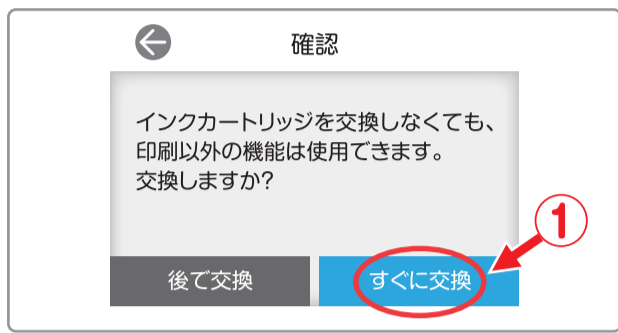 確認
インクカートリッジを交換しなくても、
印刷以外の機能は使用できます。
交換しますか?
①
後で交換
すぐに交換